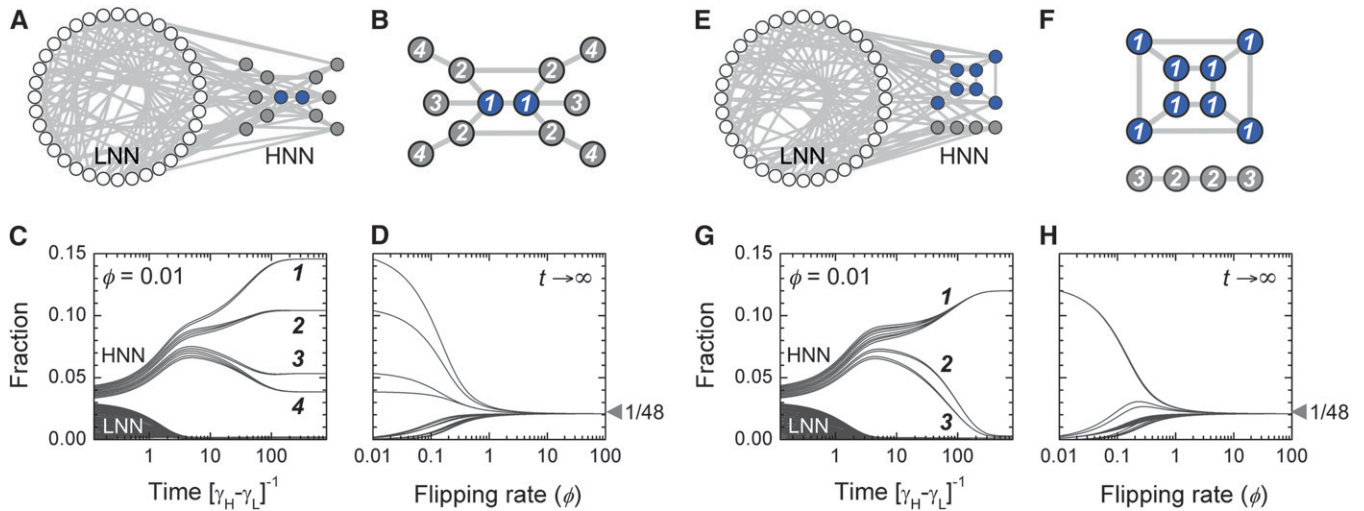 A
LNN
HNN
B
4 4
2 2
3 1 1 3
2 2
4 4
C
0.15
0.10
0.05
0.00
Fraction
ϕ = 0.01
HNN
LNN
1
2
3
4
1 10 100
Time [γH-γL]⁻¹
D
t →∞
1/48
0.01 0.1 1 10 100
Flipping rate (ϕ)
E
LNN
HNN
F
1 1
1 1
1 1
1 1
3 2 2 3
G
0.15
0.10
0.05
0.00
Fraction
ϕ = 0.01
HNN
LNN
1
2
3
1 10 100
Time [γH-γL]⁻¹
H
t →∞
1/48
0.01 0.1 1 10 100
Flipping rate (ϕ)